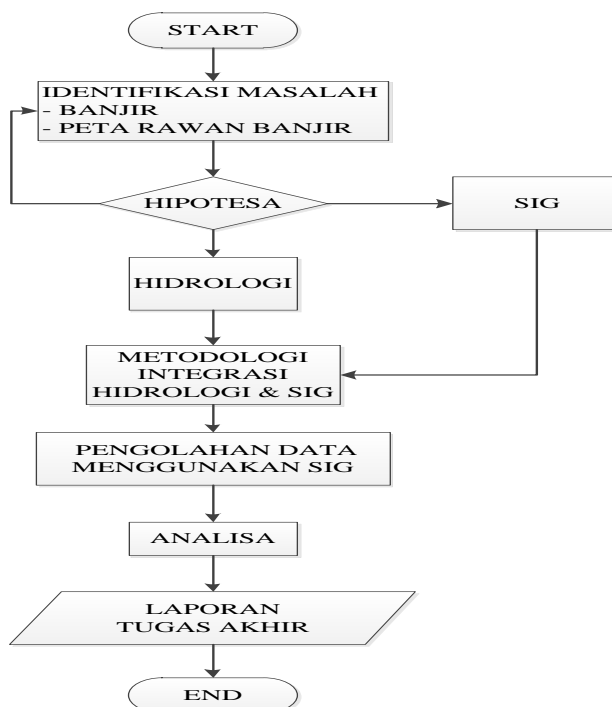 START
IDENTIFIKASI MASALAH
- BANJIR
- PETA RAWAN BANJIR
HIPOTESA
SIG
HIDROLOGI
METODOLOGI
INTEGRASI
HIDROLOGI & SIG
PENGOLAHAN DATA
MENGGUNAKAN SIG
ANALISA
LAPORAN
TUGAS AKHIR
END